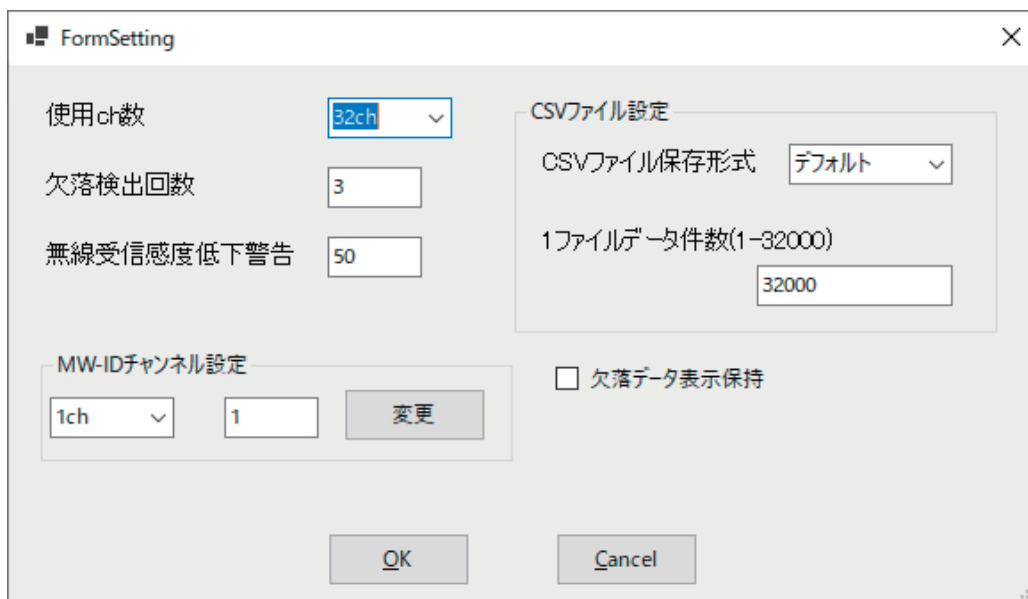 FormSetting
使用ch数
32ch
欠落検出回数
3
無線受信感度低下警告
50
CSVファイル設定
CSVファイル保存形式
デフォルト
1ファイルデータ件数(1-32000)
32000
MW-IDチャンネル設定
1ch
1
変更
欠落データ表示保持
OK
Cancel